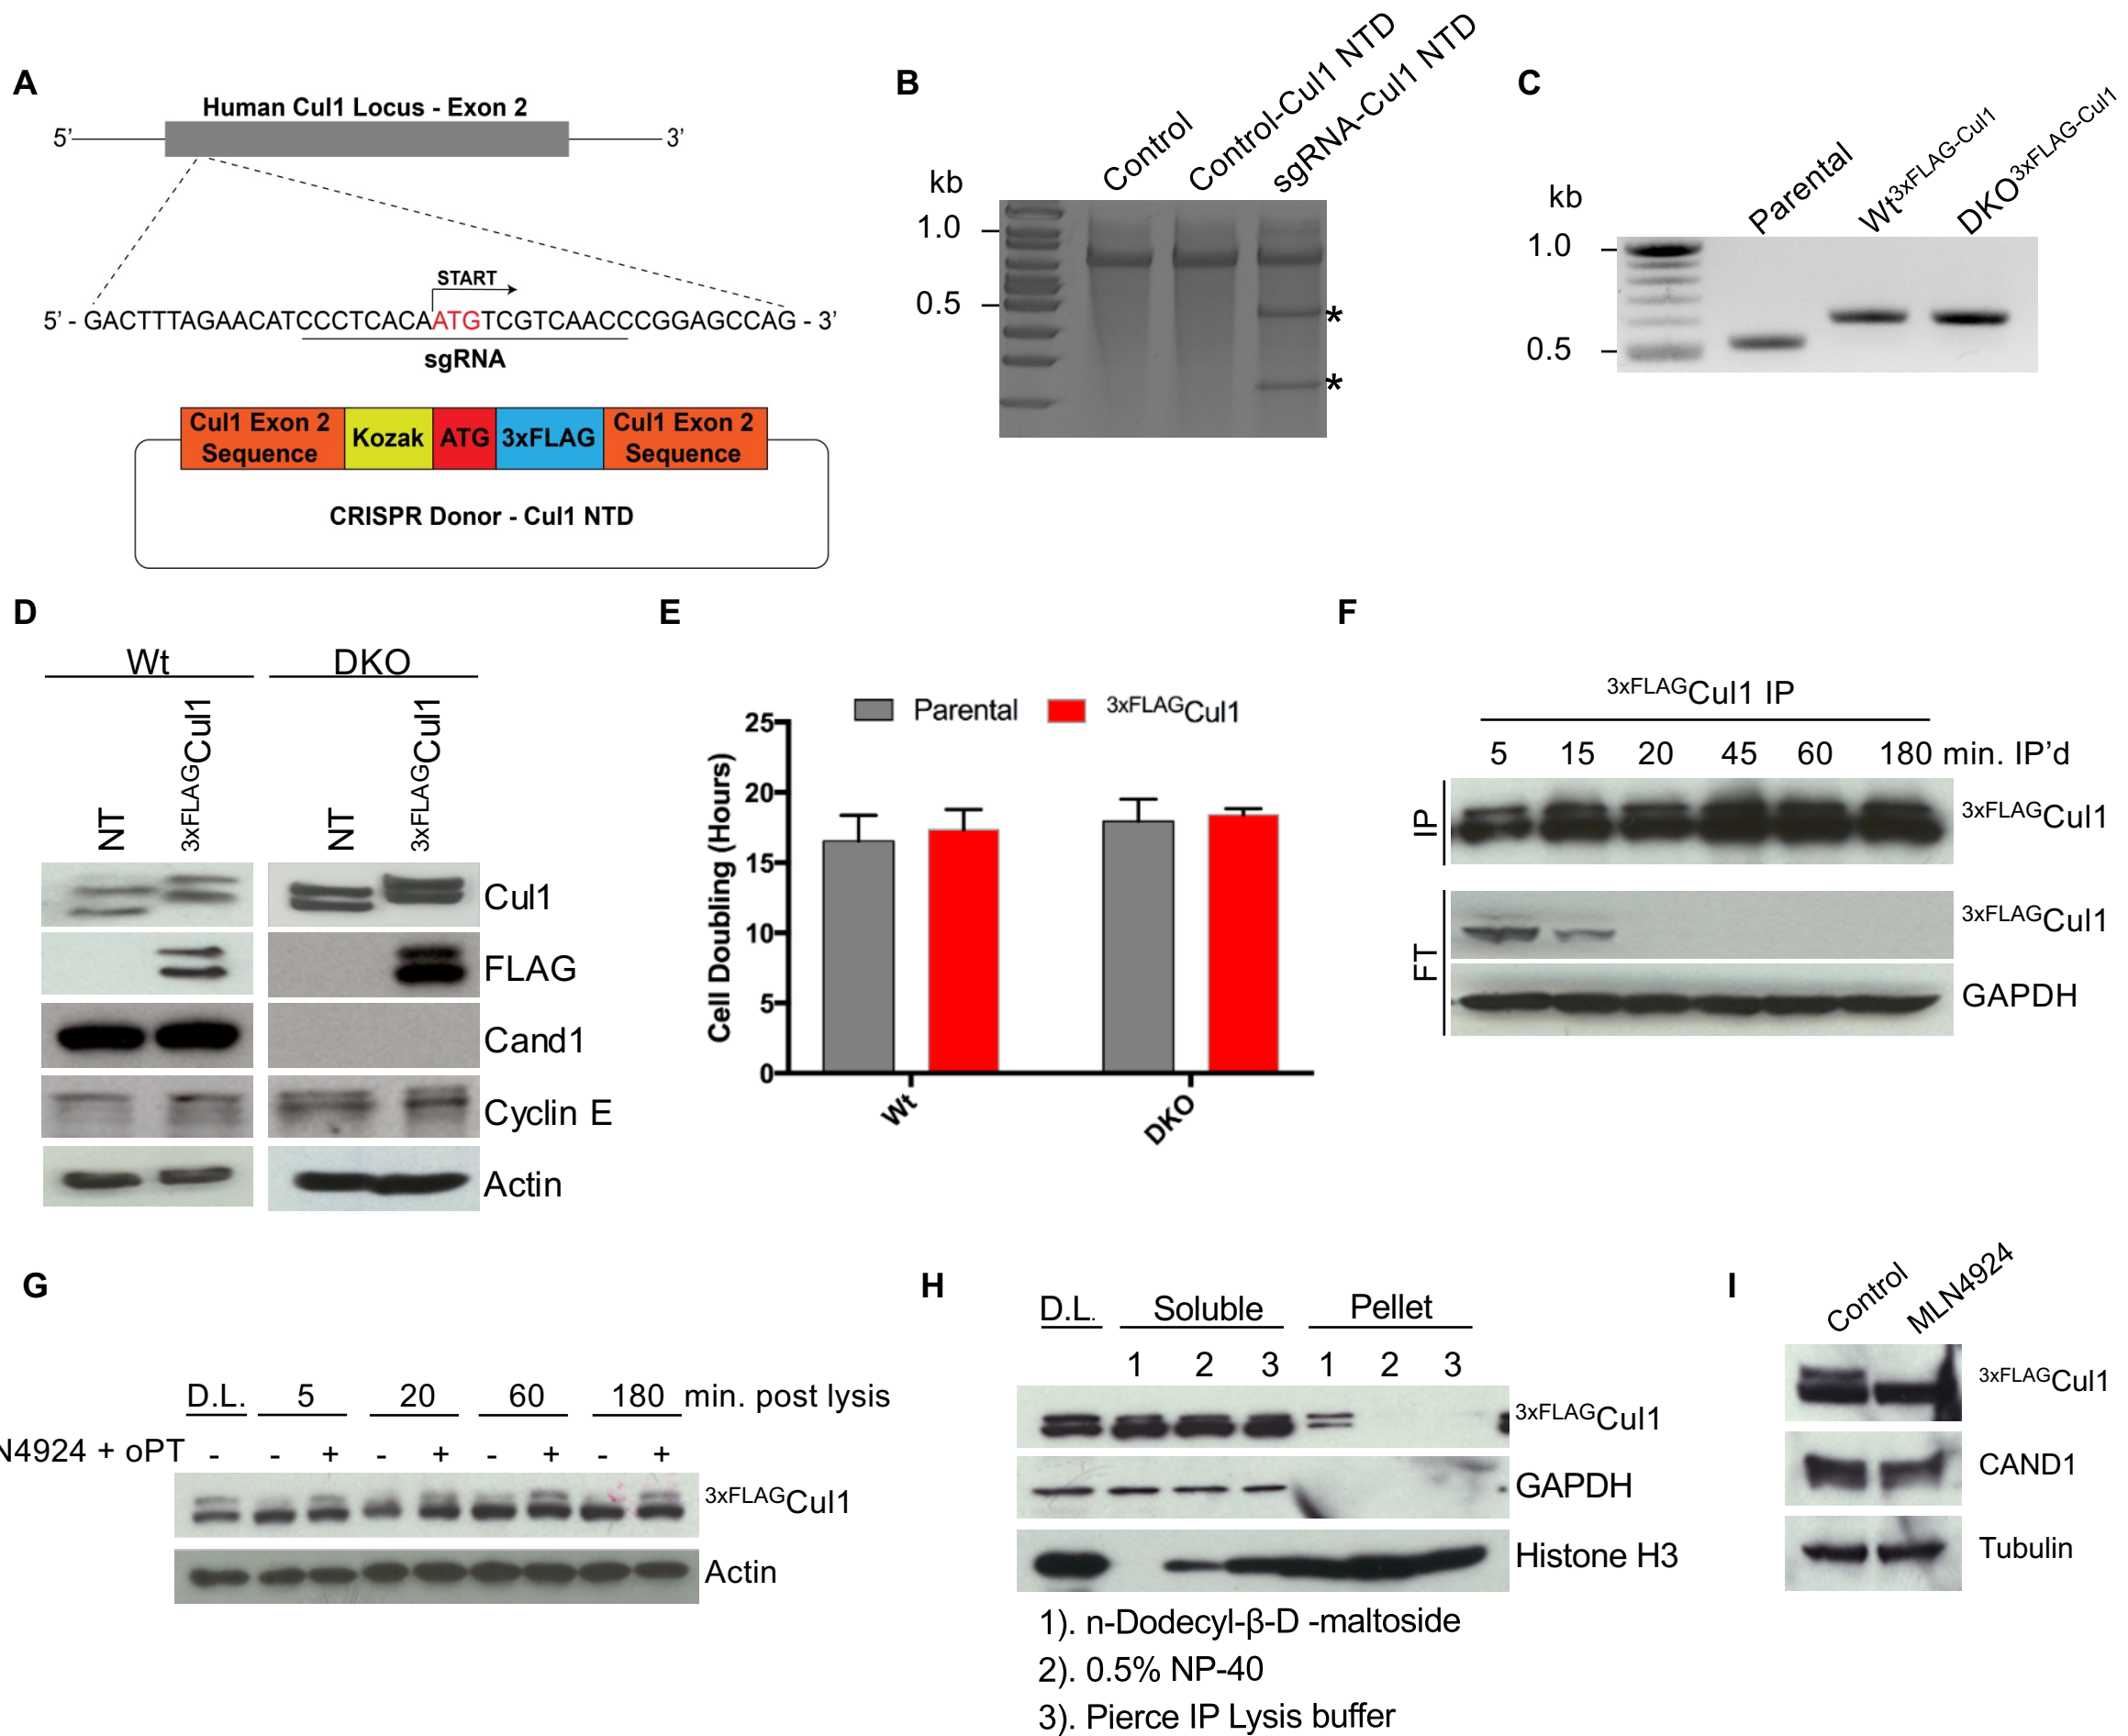 A
Human Cul1 Locus - Exon 2
5’ 3’
START
5’ - GACTTTAGAACATCCCTCACAATGTCGTCAACCCGGAGCCAG - 3’
sgRNA
Cul1 Exon 2 Sequence
Kozak
ATG
3xFLAG
Cul1 Exon 2 Sequence
CRISPR Donor - Cul1 NTD
B
kb
Control
Control-Cul1 NTD
sgRNA-Cul1 NTD
1.0
0.5
*
*
C
kb
Parental
Wt3xFLAG-Cul1
DKO3xFLAG-Cul1
1.0
0.5
D
Wt DKO
NT 3xFLAGCul1 NT 3xFLAGCul1
Cul1
FLAG
Cand1
Cyclin E
Actin
E
Parental 3xFLAGCul1
Cell Doubling (Hours)
25
20
15
10
5
0
Wt DKO
F
3xFLAGCul1 IP
5 15 20 45 60 180 min. IP’d
IP
3xFLAGCul1
FT
3xFLAGCul1
GAPDH
G
D.L. 5 20 60 180 min. post lysis
N4924 + oPT - - + - + - + - +
3xFLAGCul1
Actin
H
D.L. Soluble Pellet
1 2 3 1 2 3
3xFLAGCul1
GAPDH
Histone H3
1). n-Dodecyl-β-D -maltoside
2). 0.5% NP-40
3). Pierce IP Lysis buffer
I
Control
MLN4924
3xFLAGCul1
CAND1
Tubulin